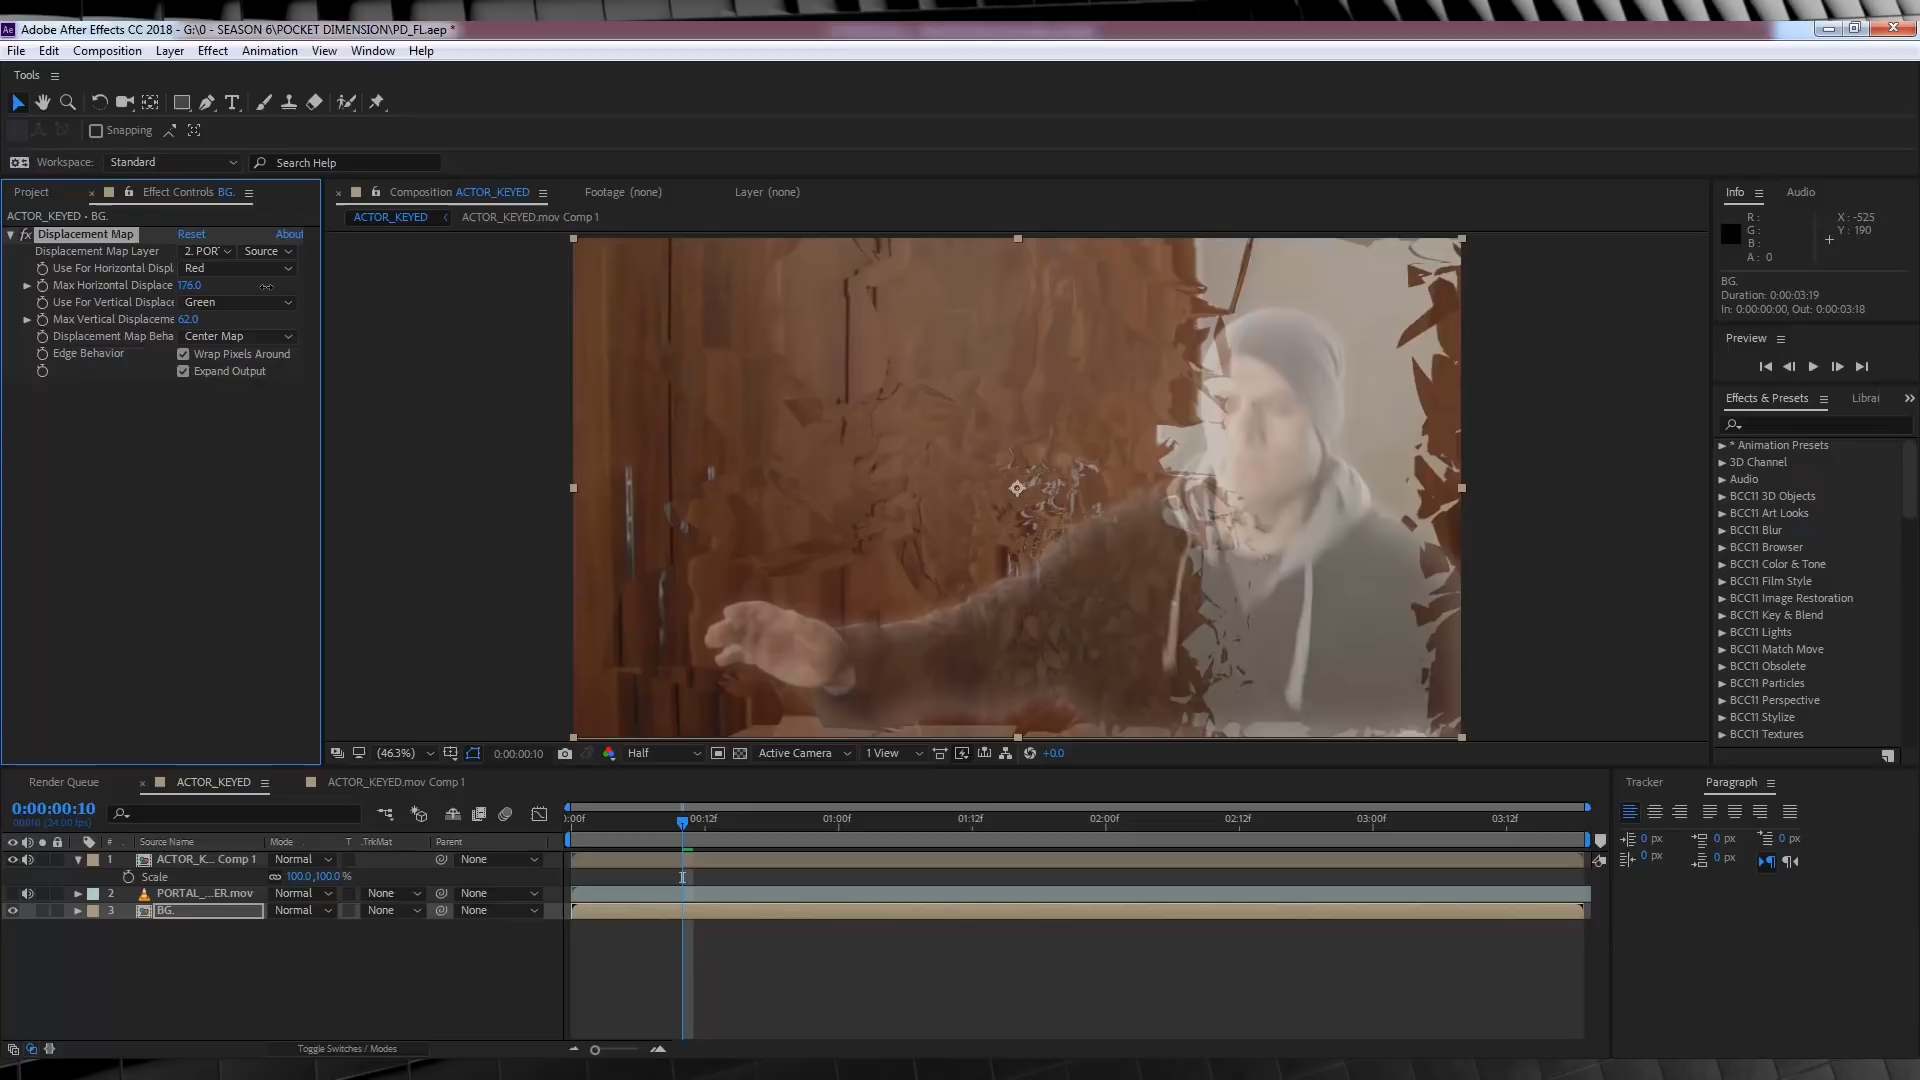 Adobe After Effects CC 2018 - G:\0 - SEASON 6\POCKET DIMENSION\PD_FL.aep *
File Edit Composition Layer Effect Animation View Window Help
Tools
Snapping
Workspace: Standard Search Help
Project Effect Controls BG. Composition ACTOR_KEYED Footage (none) Layer (none) Info Audio
ACTOR_KEYED • BG.
ACTOR_KEYED ACTOR_KEYED.mov Comp 1
fx Displacement Map Reset About
Displacement Map Layer 2. POR Source
Use For Horizontal Displ Red
Max Horizontal Displace 176.0
Use For Vertical Displace Green
Max Vertical Displaceme 62.0
Displacement Map Beha Center Map
Edge Behavior Wrap Pixels Around
Expand Output
R :
G :
B :
A : 0
X : -525
Y : 190
BG.
Duration: 0:00:03:19
In: 0:00:00:00, Out: 0:00:03:18
Preview
Effects & Presets Librai
* Animation Presets
3D Channel
Audio
BCC11 3D Objects
BCC11 Art Looks
BCC11 Blur
BCC11 Browser
BCC11 Color & Tone
BCC11 Film Style
BCC11 Image Restoration
BCC11 Key & Blend
BCC11 Lights
BCC11 Match Move
BCC11 Obsolete
BCC11 Particles
BCC11 Perspective
BCC11 Stylize
BCC11 Textures
(46.3%) 0:00:00:10 Half Active Camera 1 View +0.0
Render Queue ACTOR_KEYED ACTOR_KEYED.mov Comp 1
Tracker Paragraph
0:00:00:10
00010 (24.00 fps)
:00f 00:12f 01:00f 01:12f 02:00f 02:12f 03:00f 03:12f
# Source Name Mode T .TrkMat Parent
1 ACTOR_K... Comp 1 Normal None
Scale 100.0,100.0 %
2 PORTAL_...ER.mov Normal None None
3 BG. Normal None None
0 px 0 px 0 px
0 px 0 px
Toggle Switches / Modes